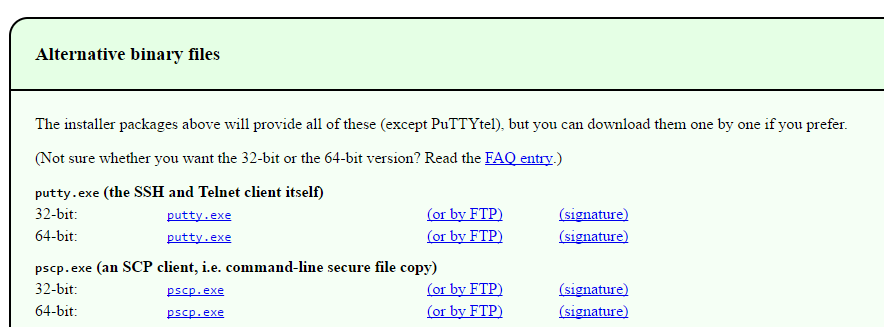 Alternative binary files
The installer packages above will provide all of these (except PuTTYtel), but you can download them one by one if you prefer.
(Not sure whether you want the 32-bit or the 64-bit version? Read the FAQ entry.)
putty.exe (the SSH and Telnet client itself)
32-bit: putty.exe (or by FTP) (signature)
64-bit: putty.exe (or by FTP) (signature)
pscp.exe (an SCP client, i.e. command-line secure file copy)
32-bit: pscp.exe (or by FTP) (signature)
64-bit: pscp.exe (or by FTP) (signature)